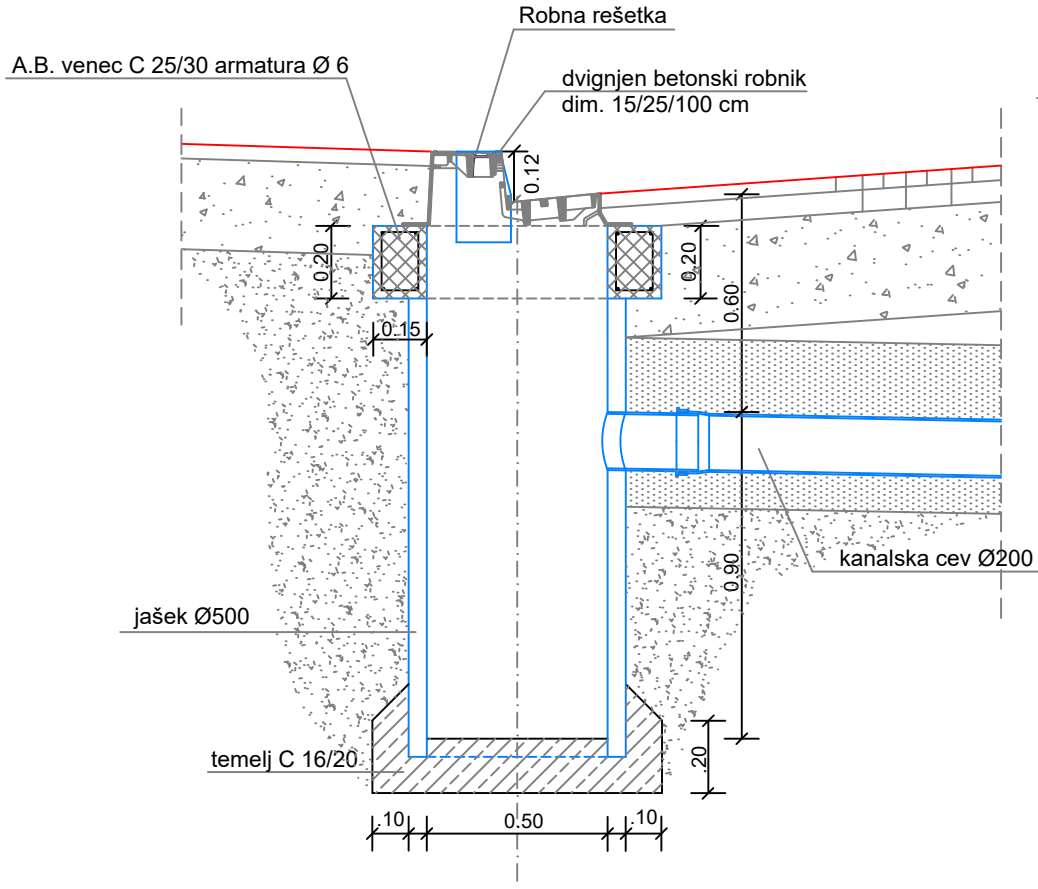 Robna rešetka
A.B. venec C 25/30 armatura Ø 6
dvignjen betonski robnik
dim. 15/25/100 cm
0.12
0.20
0.20
0.60
0.15
0.90
kanalska cev Ø200
jašek Ø500
temelj C 16/20
.20
.10
0.50
.10